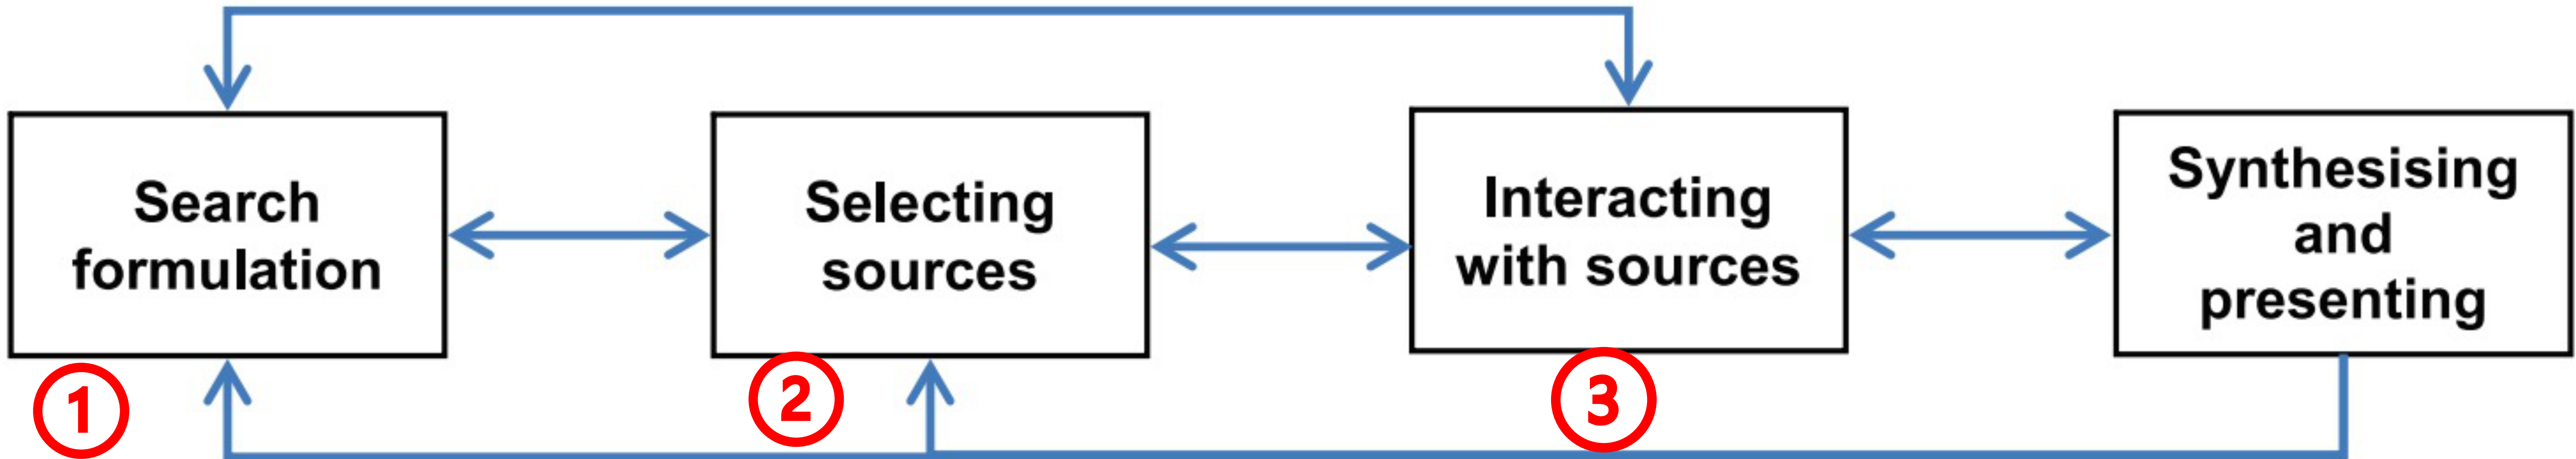 Search
formulation
Selecting
sources
Interacting
with sources
Synthesising
and
presenting
1
2
3